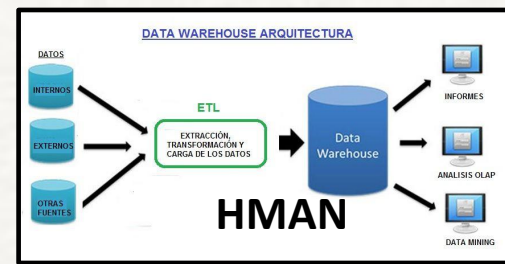 DATA WAREHOUSE ARQUITECTURA
DATOS
INTERNOS
EXTERNOS
OTRAS
FUENTES
ETL
EXTRACCIÓN,
TRANSFORMACIÓN Y
CARGA DE LOS DATOS
Data
Warehouse
INFORMES
ANALISIS OLAP
DATA MINING
HMAN